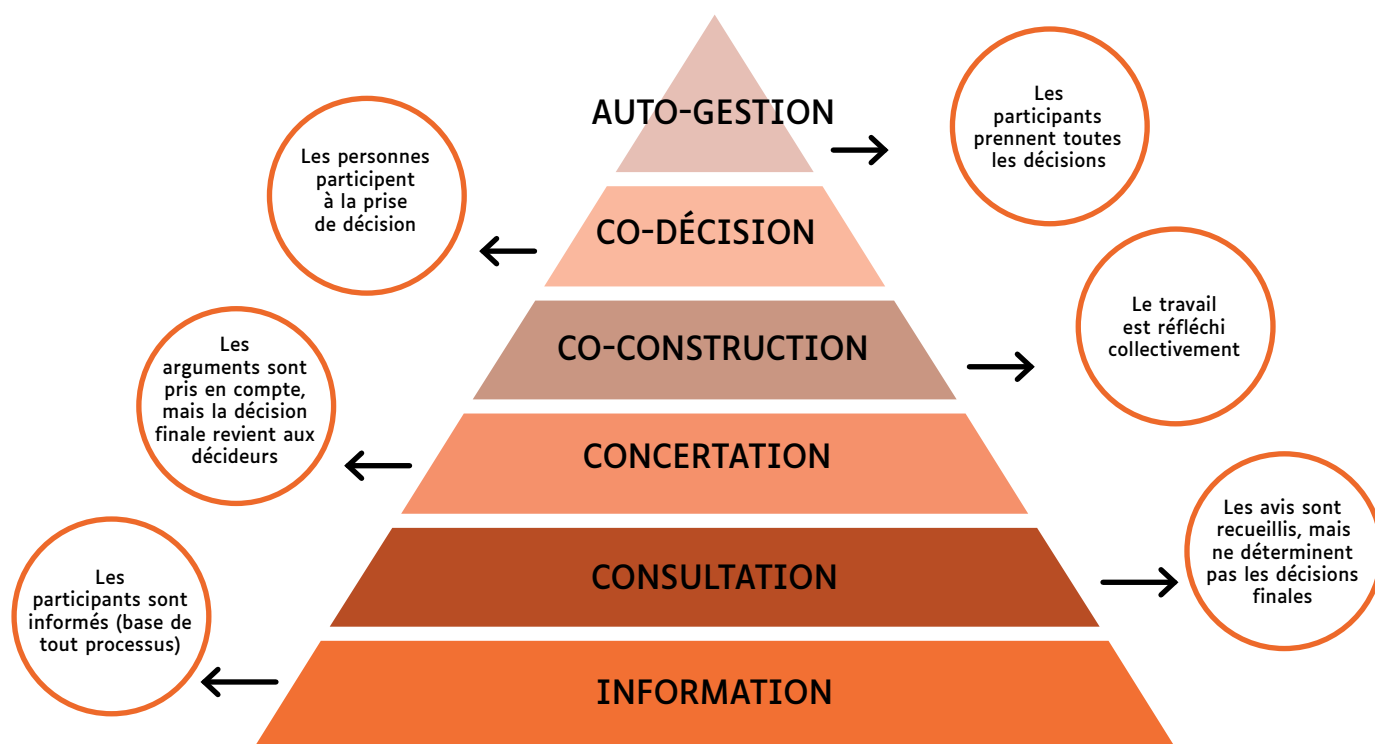 AUTO-GESTION
Les
participants
prennent toutes
les décisions
Les personnes
participent
à la prise
de décision
CO-DÉCISION
CO-CONSTRUCTION
Le travail
est réfléchi
collectivement
Les
arguments sont
pris en compte,
mais la décision
finale revient aux
décideurs
CONCERTATION
CONSULTATION
Les avis sont
recueillis, mais
ne déterminent
pas les décisions
finales
Les
participants sont
informés (base de
tout processus)
INFORMATION